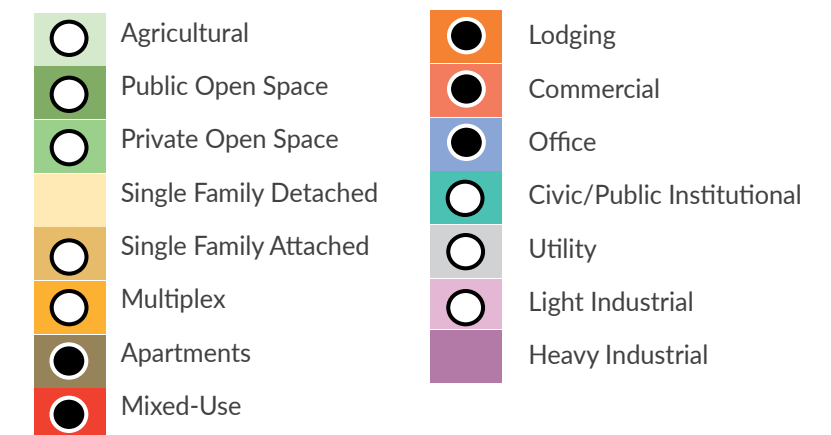 Agricultural
Public Open Space
Private Open Space
Single Family Detached
Single Family Attached
Multiplex
Apartments
Mixed-Use
Lodging
Commercial
Office
Civic/Public Institutional
Utility
Light Industrial
Heavy Industrial